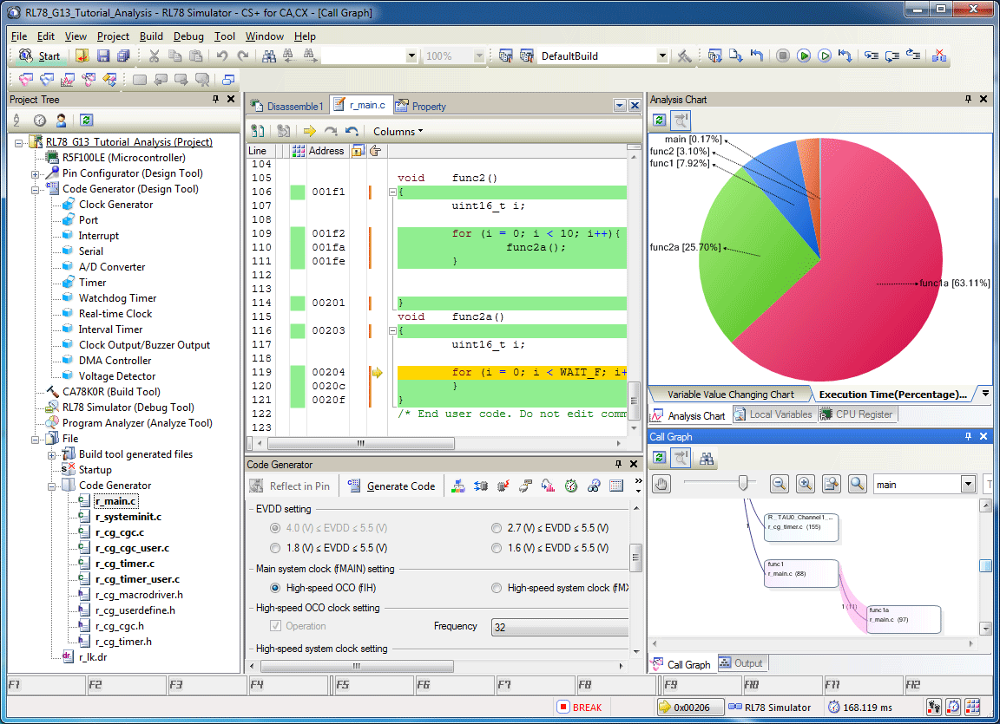 RL78_G13_Tutorial_Analysis - RL78 Simulator - CS+ for CA,CX - [Call Graph]
File Edit View Project Build Debug Tool Window Help
Start 100% DefaultBuild
Project Tree
RL78_G13_Tutorial_Analysis (Project)
R5F100LE (Microcontroller)
Pin Configurator (Design Tool)
Code Generator (Design Tool)
Clock Generator
Port
Interrupt
Serial
A/D Converter
Timer
Watchdog Timer
Real-time Clock
Interval Timer
Clock Output/Buzzer Output
DMA Controller
Voltage Detector
CA78K0R (Build Tool)
RL78 Simulator (Debug Tool)
Program Analyzer (Analyze Tool)
File
Build tool generated files
Startup
Code Generator
r_main.c
r_systeminit.c
r_cg_cgc.c
r_cg_cgc_user.c
r_cg_timer.c
r_cg_timer_user.c
r_cg_macrodriver.h
r_cg_userdefine.h
r_cg_cgc.h
r_cg_timer.h
r_lk.dr
Disassemble1 r_main.c Property
Columns
Line Address
104
105 void func2()
106 001f1 {
107 uint16_t i;
108
109 001f2 for (i = 0; i < 10; i++){
110 001fa func2a();
111 001fe }
112
113
114 00201 }
115 void func2a()
116 00203 {
117 uint16_t i;
118
119 00204 for (i = 0; i < WAIT_F; i+
120 0020c }
121 0020f }
122 /* End user code. Do not edit comm
123
Code Generator
Reflect in Pin Generate Code
EVDD setting
4.0 (V) ≤ EVDD ≤ 5.5 (V) 2.7 (V) ≤ EVDD ≤ 5.5 (V)
1.8 (V) ≤ EVDD ≤ 5.5 (V) 1.6 (V) ≤ EVDD ≤ 5.5 (V)
Main system clock (fMAIN) setting
High-speed OCO (fIH) High-speed system clock (fMX
High-speed OCO clock setting
Operation Frequency 32
High-speed system clock setting
Analysis Chart
main [0.17%]
func2 [3.10%]
func1 [7.92%]
func2a [25.70%]
func1a [63.11%]
Variable Value Changing Chart Execution Time(Percentage)...
Analysis Chart Local Variables CPU Register
Call Graph
main T
R_TAU0_Channel1_...
r_cg_timer.c (155)
1
func1
r_main.c (88)
1 (11)
func1a
r_main.c (97)
Call Graph Output
F1 F2 F3 F4 F5 F6 F7 F8 F9 F10 F11 F12
BREAK 0x00206 RL78 Simulator 168.119 ms